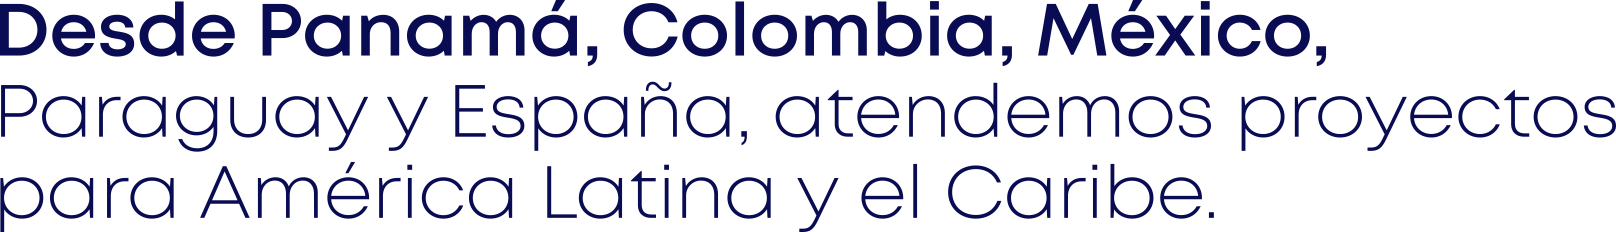 Desde Panamá, Colombia, México,
Paraguay y España, atendemos proyectos
para América Latina y el Caribe.